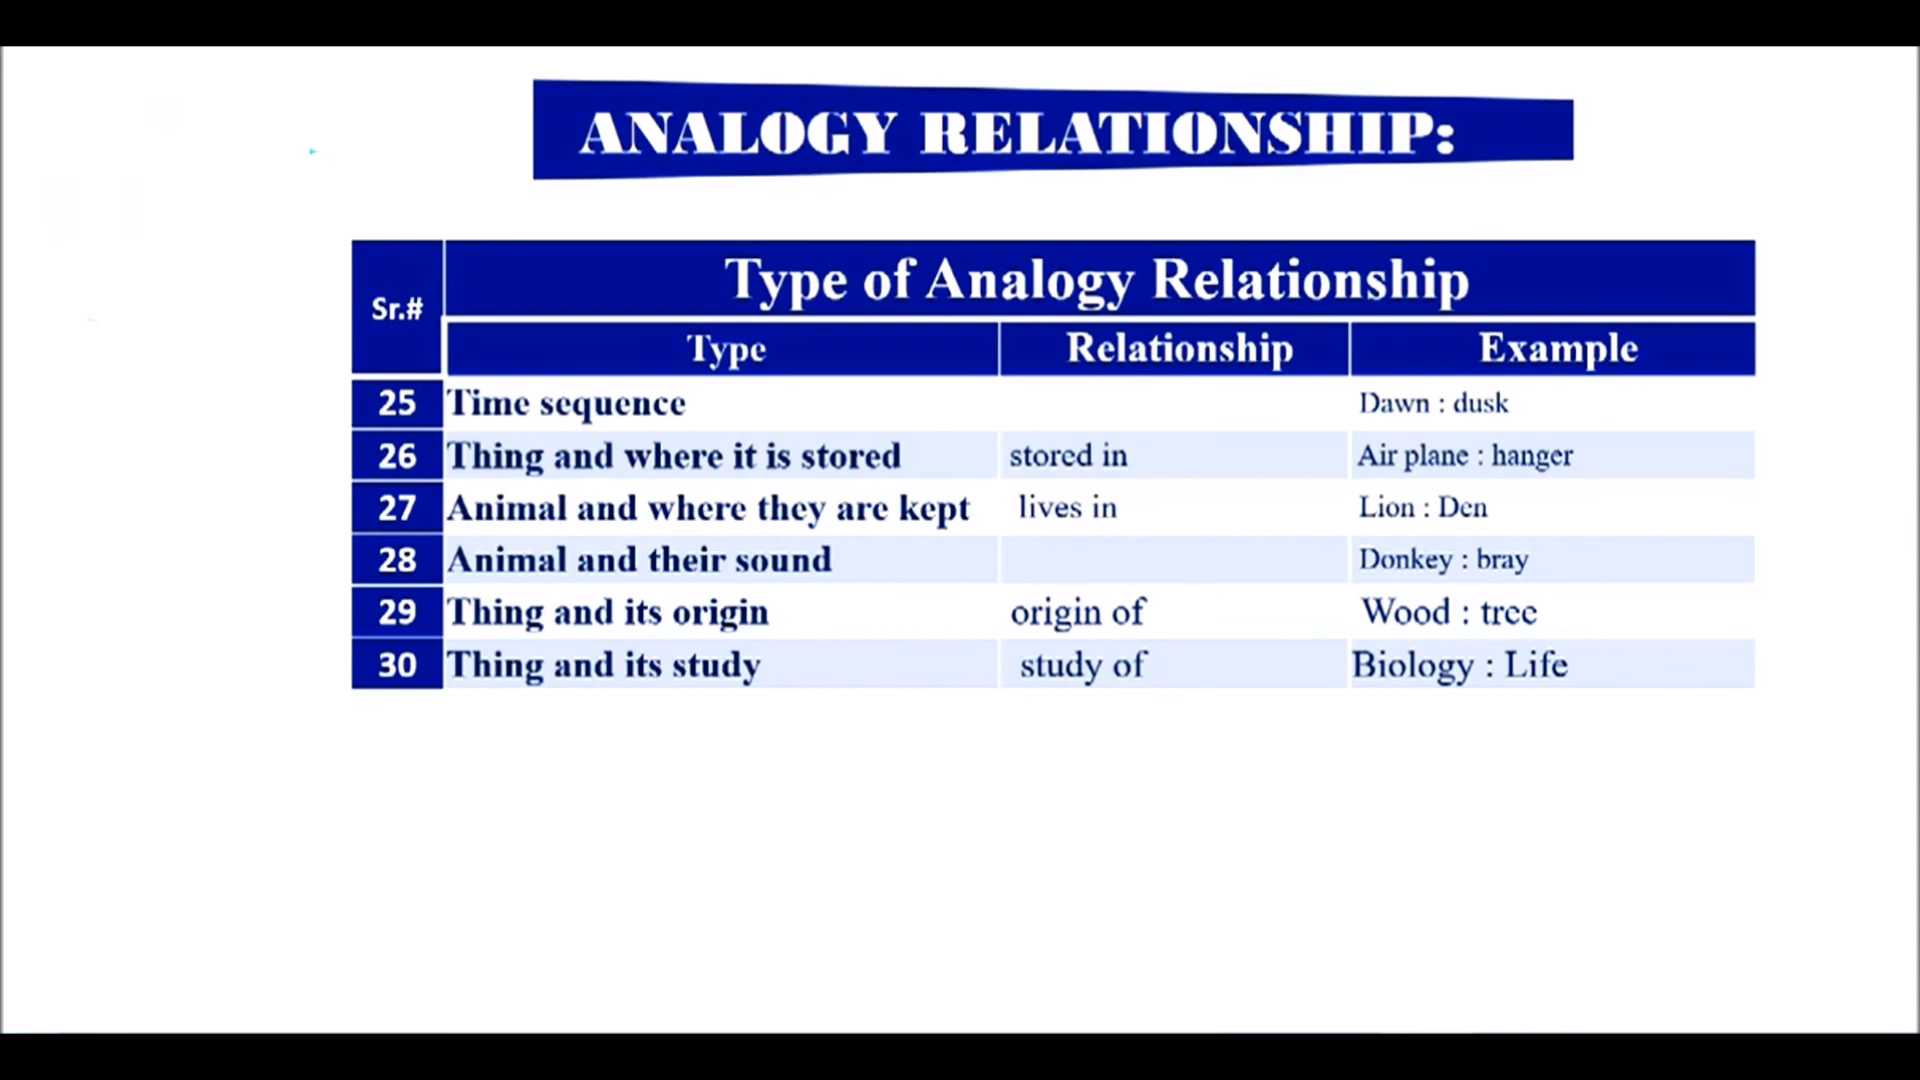 ANALOGY RELATIONSHIP:
Sr.# Type of Analogy Relationship
Type Relationship Example
25 Time sequence Dawn : dusk
26 Thing and where it is stored stored in Air plane : hanger
27 Animal and where they are kept lives in Lion : Den
28 Animal and their sound Donkey : bray
29 Thing and its origin origin of Wood : tree
30 Thing and its study study of Biology : Life